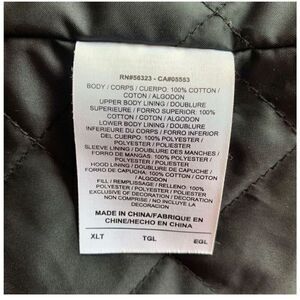 RN#56323 - CA#05553
BODY / CORPS / CUERPO: 100% COTTON /
COTON / ALGODON
UPPER BODY LINING / DOUBLURE
SUPERIEURE / FORRO SUPERIOR: 100%
COTTON / COTON / ALGODON
LOWER BODY LINING / DOUBLURE
INFERIEURE DU CORPS / FORRO INFERIOR
DEL CUERPO: 100% POLYESTER /
POLYESTER / POLIESTER
SLEEVE LINING / DOUBLURE DES MANCHES /
FORRO DE MANGAS: 100% POLYESTER /
POLYESTER / POLIESTER
HOOD LINING / DOUBLURE DE CAPUCHE /
FORRO DE CAPUCHA: 100% COTTON / COTON
/ ALGODON
FILL / REMPLISSAGE / RELLENO: 100%
POLYESTER / POLYESTER / POLIESTER
EXCLUSIVE OF DECORATION / EXCLUSION DE
DECORACION / NON COMPRISE
NO INCLUYE LA
DECORACION
MADE IN CHINA/FABRIQUE EN
CHINE/HECHO EN CHINA
XLT TGL EGL